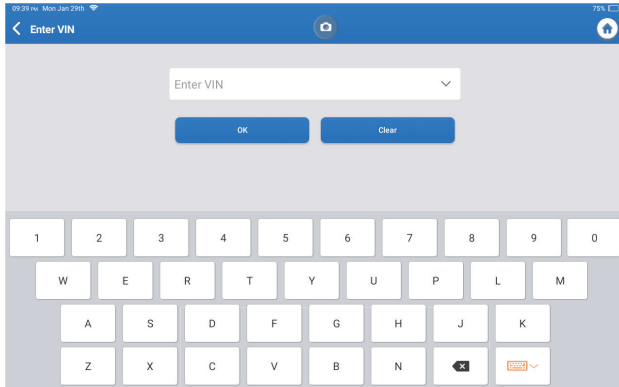 09:39 PM Mon Jan 29th 75%
Enter VIN
Enter VIN
OK Clear
1 2 3 4 5 6 7 8 9 0
W E R T Y U P L M
A S D F G H J K
Z X C V B N